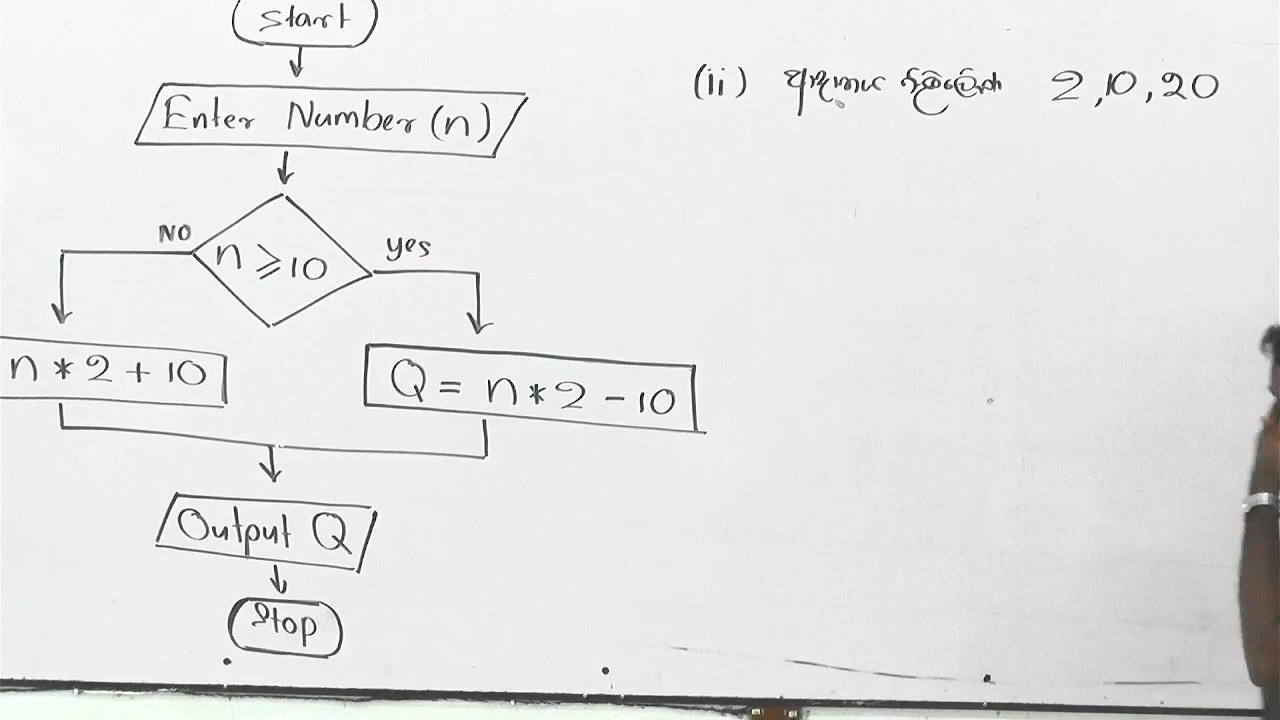 Start
Enter Number (n)
n ⩾ 10
NO
yes
n * 2 + 10
Q = n * 2 - 10
Output Q
Stop
(ii) 2, 10, 20